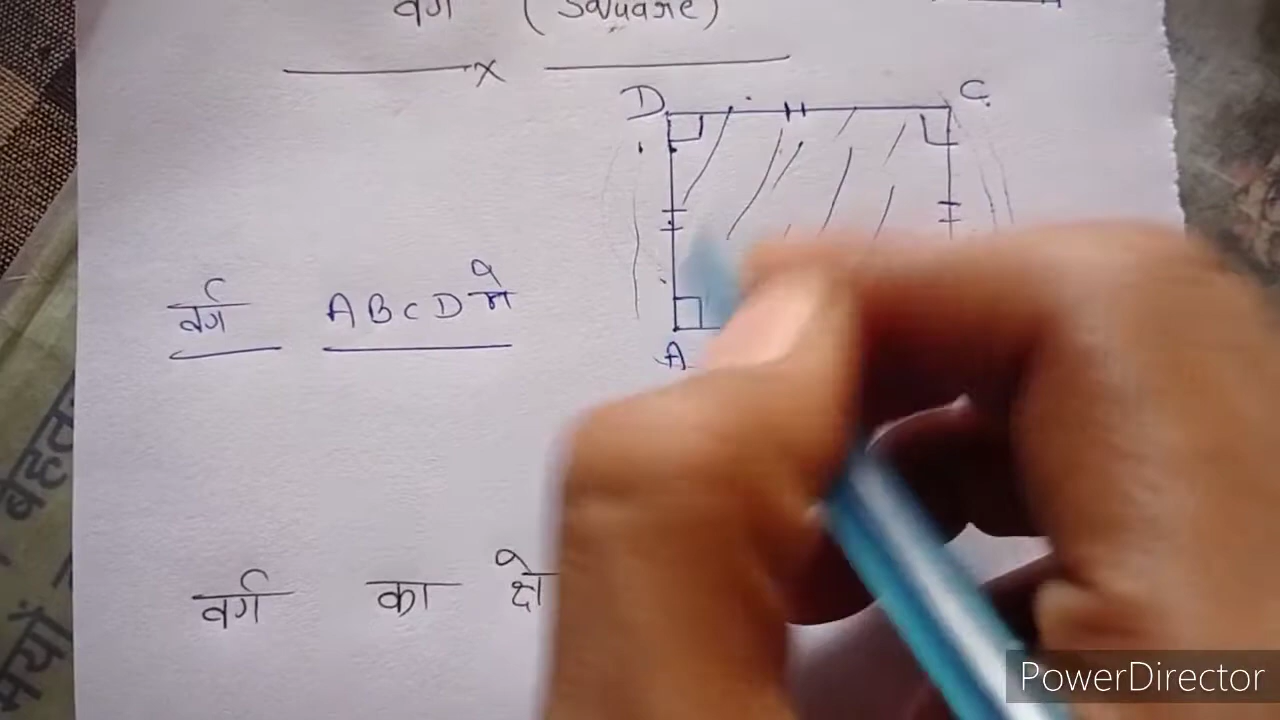 वर्ग (Square)
D C
वर्ग ABCD में
A
वर्ग का क्षे
PowerDirector